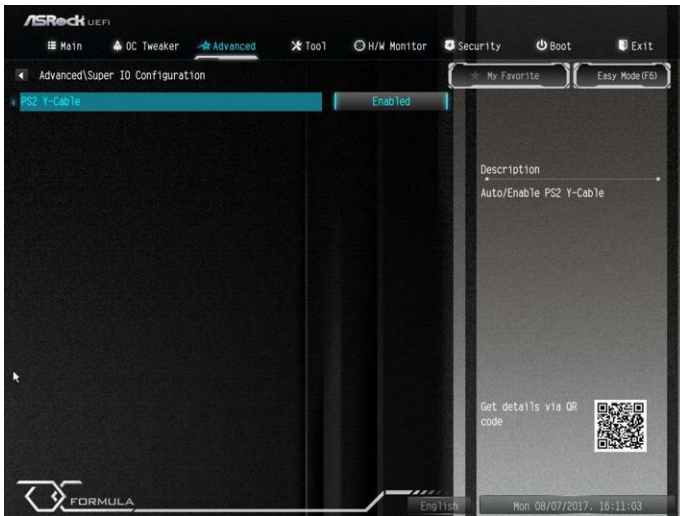 ASRock UEFI
Main OC Tweaker Advanced Tool H/W Monitor Security Boot Exit
Advanced\Super IO Configuration
My Favorite Easy Mode(F6)
PS2 Y-Cable Enabled
Description
Auto/Enable PS2 Y-Cable
Get details via QR
code
FORMULA
English Mon 08/07/2017. 16:11:03